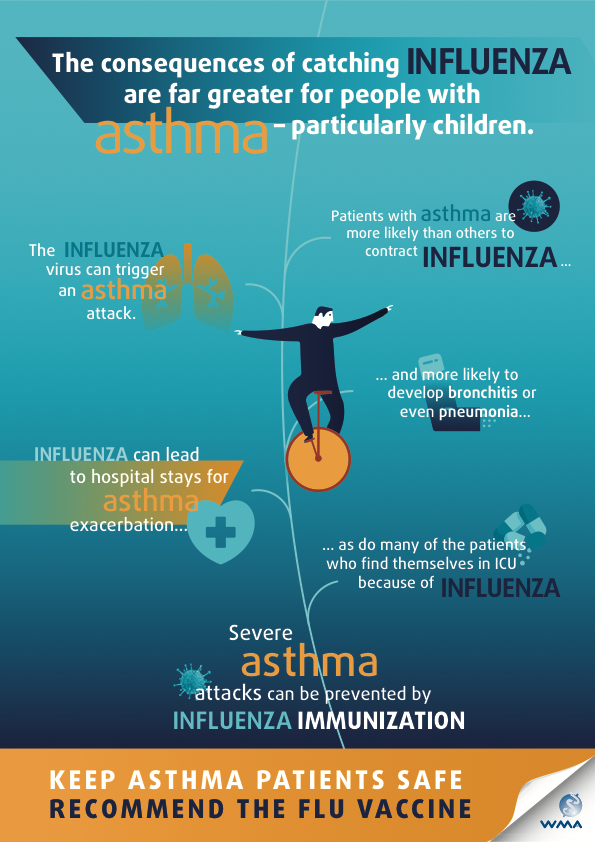 The consequences of catching INFLUENZA
are far greater for people with
asthma – particularly children.
Patients with asthma are
more likely than others to
contract INFLUENZA ...
The INFLUENZA
virus can trigger
an asthma
attack.
... and more likely to
develop bronchitis or
even pneumonia...
INFLUENZA can lead
to hospital stays for
asthma
exacerbation...
... as do many of the patients
who find themselves in ICU
because of INFLUENZA
Severe
asthma
attacks can be prevented by
INFLUENZA IMMUNIZATION
KEEP ASTHMA PATIENTS SAFE
RECOMMEND THE FLU VACCINE
WMA